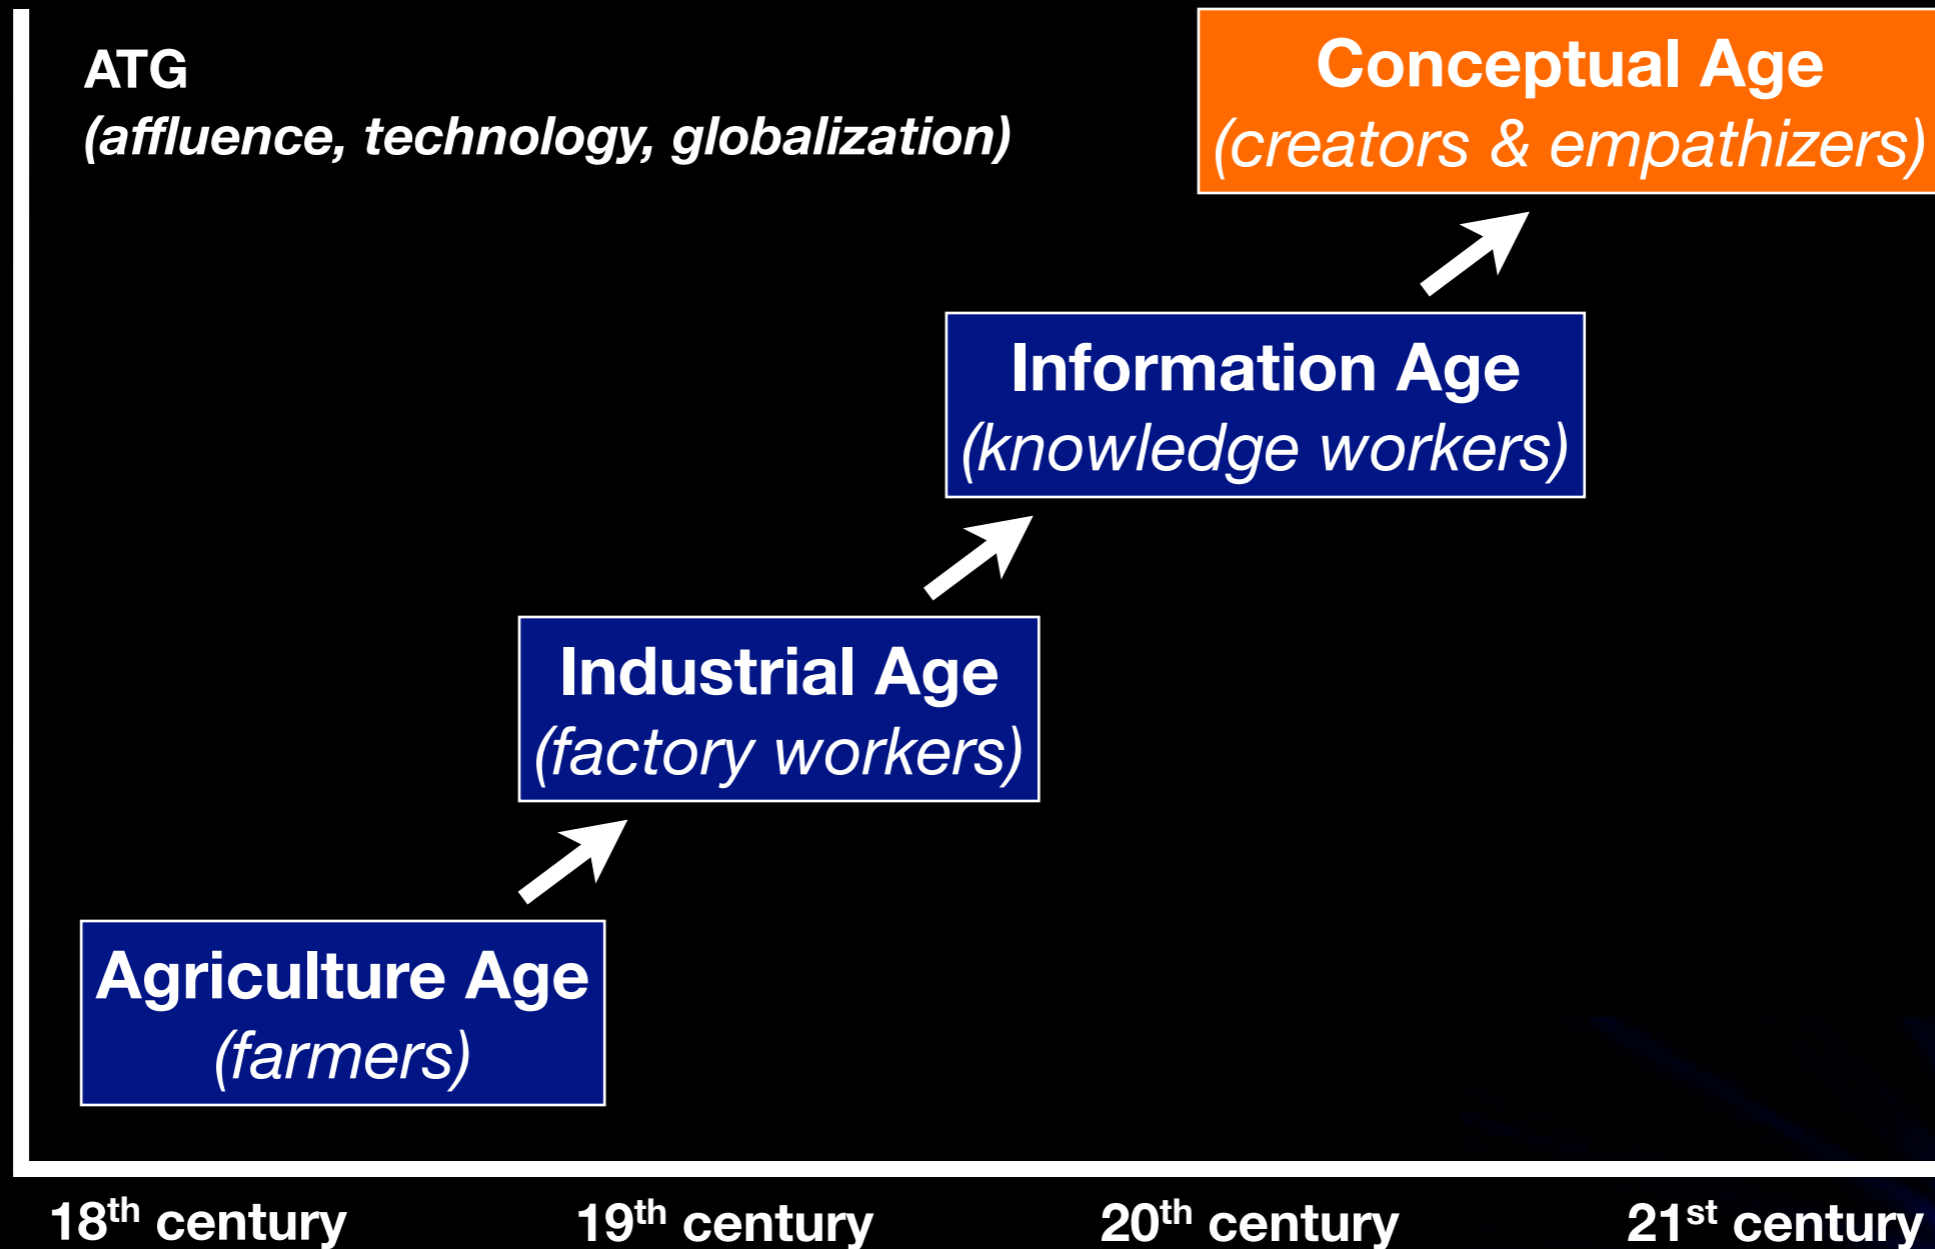 ATG
(affluence, technology, globalization)
Conceptual Age
(creators & empathizers)
Information Age
(knowledge workers)
Industrial Age
(factory workers)
Agriculture Age
(farmers)
18th century
19th century
20th century
21st century